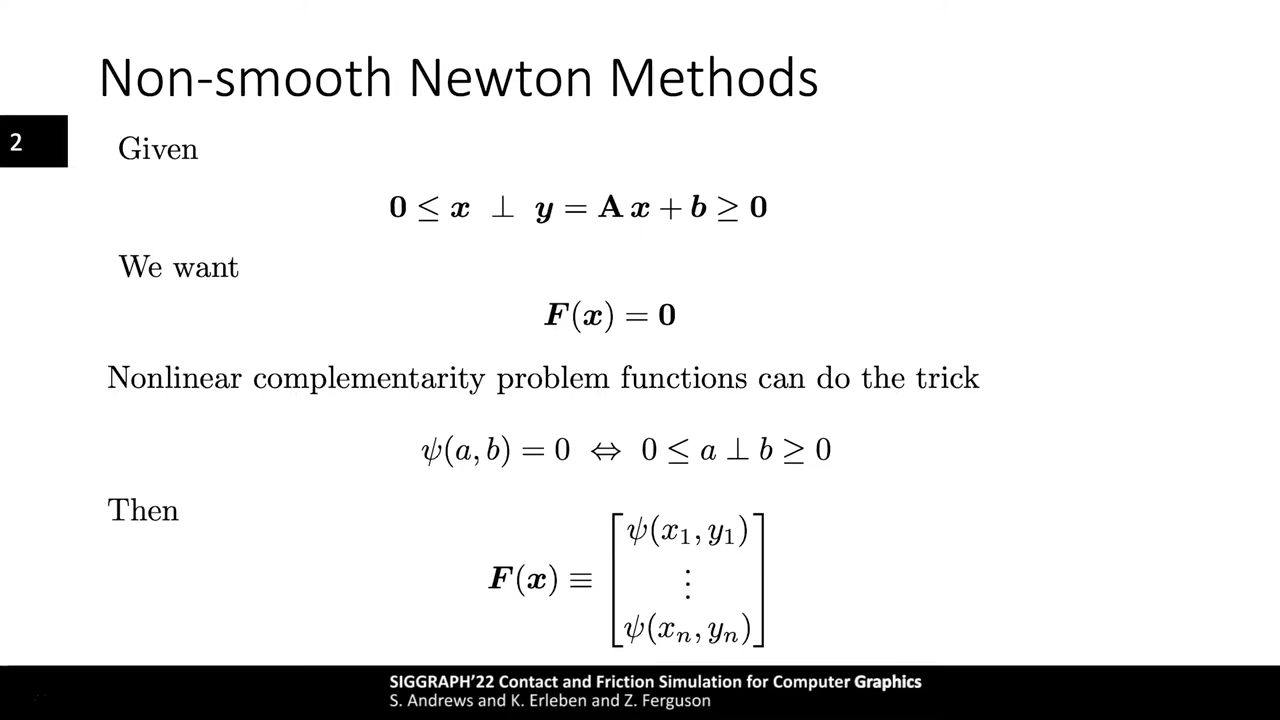 Non-smooth Newton Methods
2
Given
0 ≤ x ⊥ y = A x + b ≥ 0
We want
F(x) = 0
Nonlinear complementarity problem functions can do the trick
ψ(a, b) = 0 ⇔ 0 ≤ a ⊥ b ≥ 0
Then
F(x) ≡ [ψ(x₁, y₁)
⋮
ψ(xₙ, yₙ)]
SIGGRAPH'22 Contact and Friction Simulation for Computer Graphics
S. Andrews and K. Erleben and Z. Ferguson